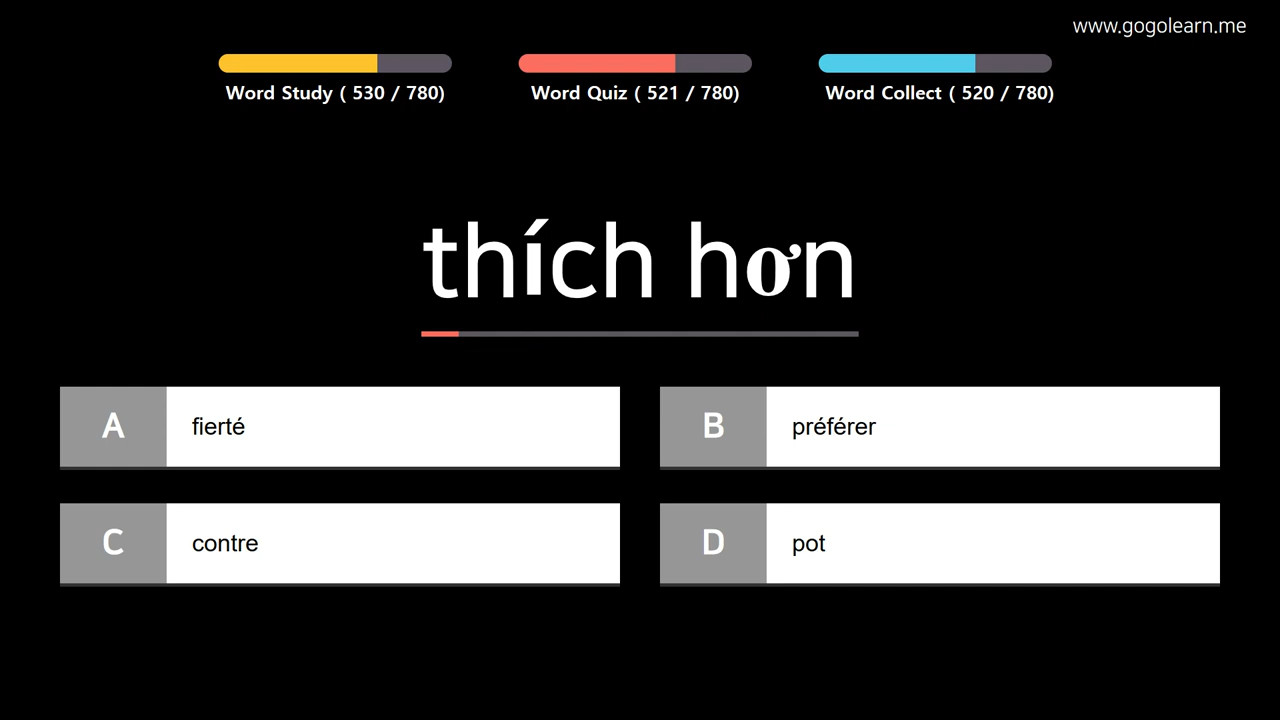 www.gogolearn.me
Word Study ( 530 / 780)
Word Quiz ( 521 / 780)
Word Collect ( 520 / 780)
thích hơn
A fierté
B préférer
C contre
D pot